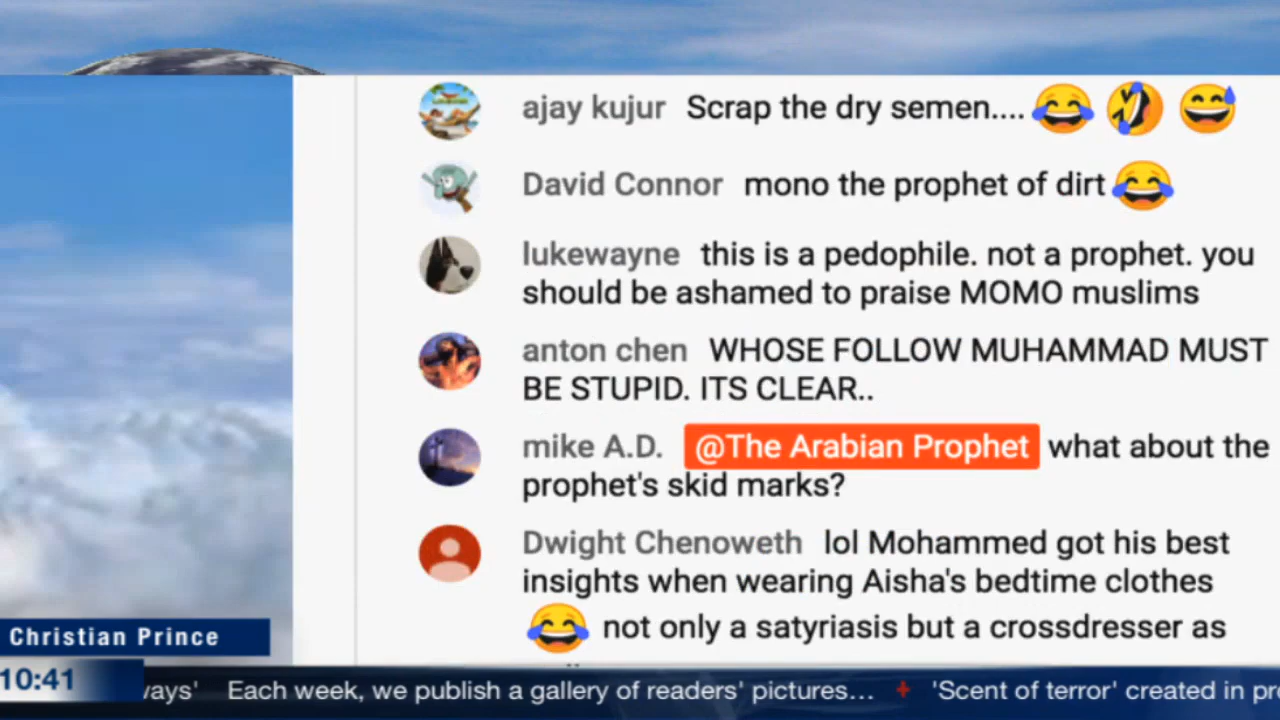 ajay kujur Scrap the dry semen.... 😂 🤣 😅
David Connor mono the prophet of dirt 😂
lukewayne this is a pedophile. not a prophet. you
should be ashamed to praise MOMO muslims
anton chen WHOSE FOLLOW MUHAMMAD MUST
BE STUPID. ITS CLEAR..
mike A.D. @The Arabian Prophet what about the
prophet's skid marks?
Dwight Chenoweth lol Mohammed got his best
insights when wearing Aisha's bedtime clothes
😂 not only a satyriasis but a crossdresser as
Christian Prince
10:41
Each week, we publish a gallery of readers' pictures... 'Scent of terror' created in